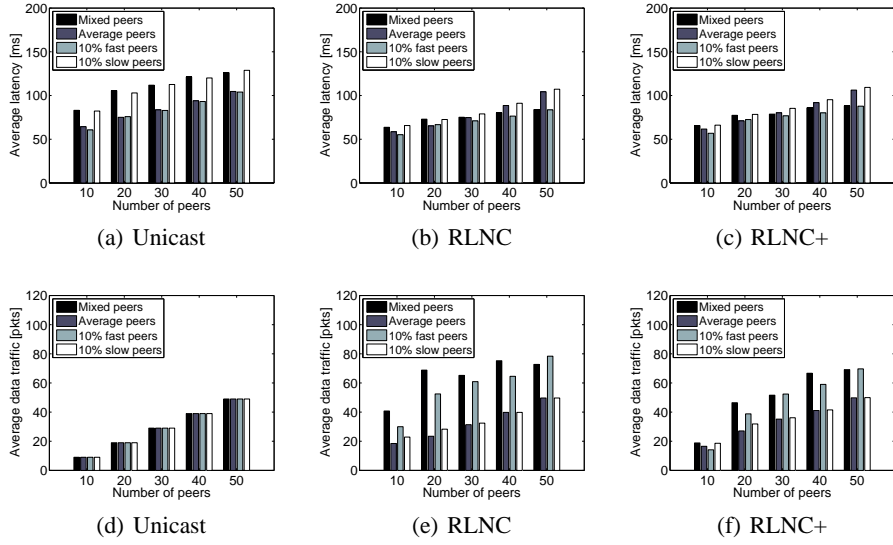 200
150
100
50
0
Average latency [ms]
Mixed peers
Average peers
10% fast peers
10% slow peers
10 20 30 40 50
Number of peers
(a) Unicast
200
150
100
50
0
Average latency [ms]
Mixed peers
Average peers
10% fast peers
10% slow peers
10 20 30 40 50
Number of peers
(b) RLNC
200
150
100
50
0
Average latency [ms]
Mixed peers
Average peers
10% fast peers
10% slow peers
10 20 30 40 50
Number of peers
(c) RLNC+
120
100
80
60
40
20
0
Average data traffic [pkts]
Mixed peers
Average peers
10% fast peers
10% slow peers
10 20 30 40 50
Number of peers
(d) Unicast
120
100
80
60
40
20
0
Average data traffic [pkts]
Mixed peers
Average peers
10% fast peers
10% slow peers
10 20 30 40 50
Number of peers
(e) RLNC
120
100
80
60
40
20
0
Average data traffic [pkts]
Mixed peers
Average peers
10% fast peers
10% slow peers
10 20 30 40 50
Number of peers
(f) RLNC+